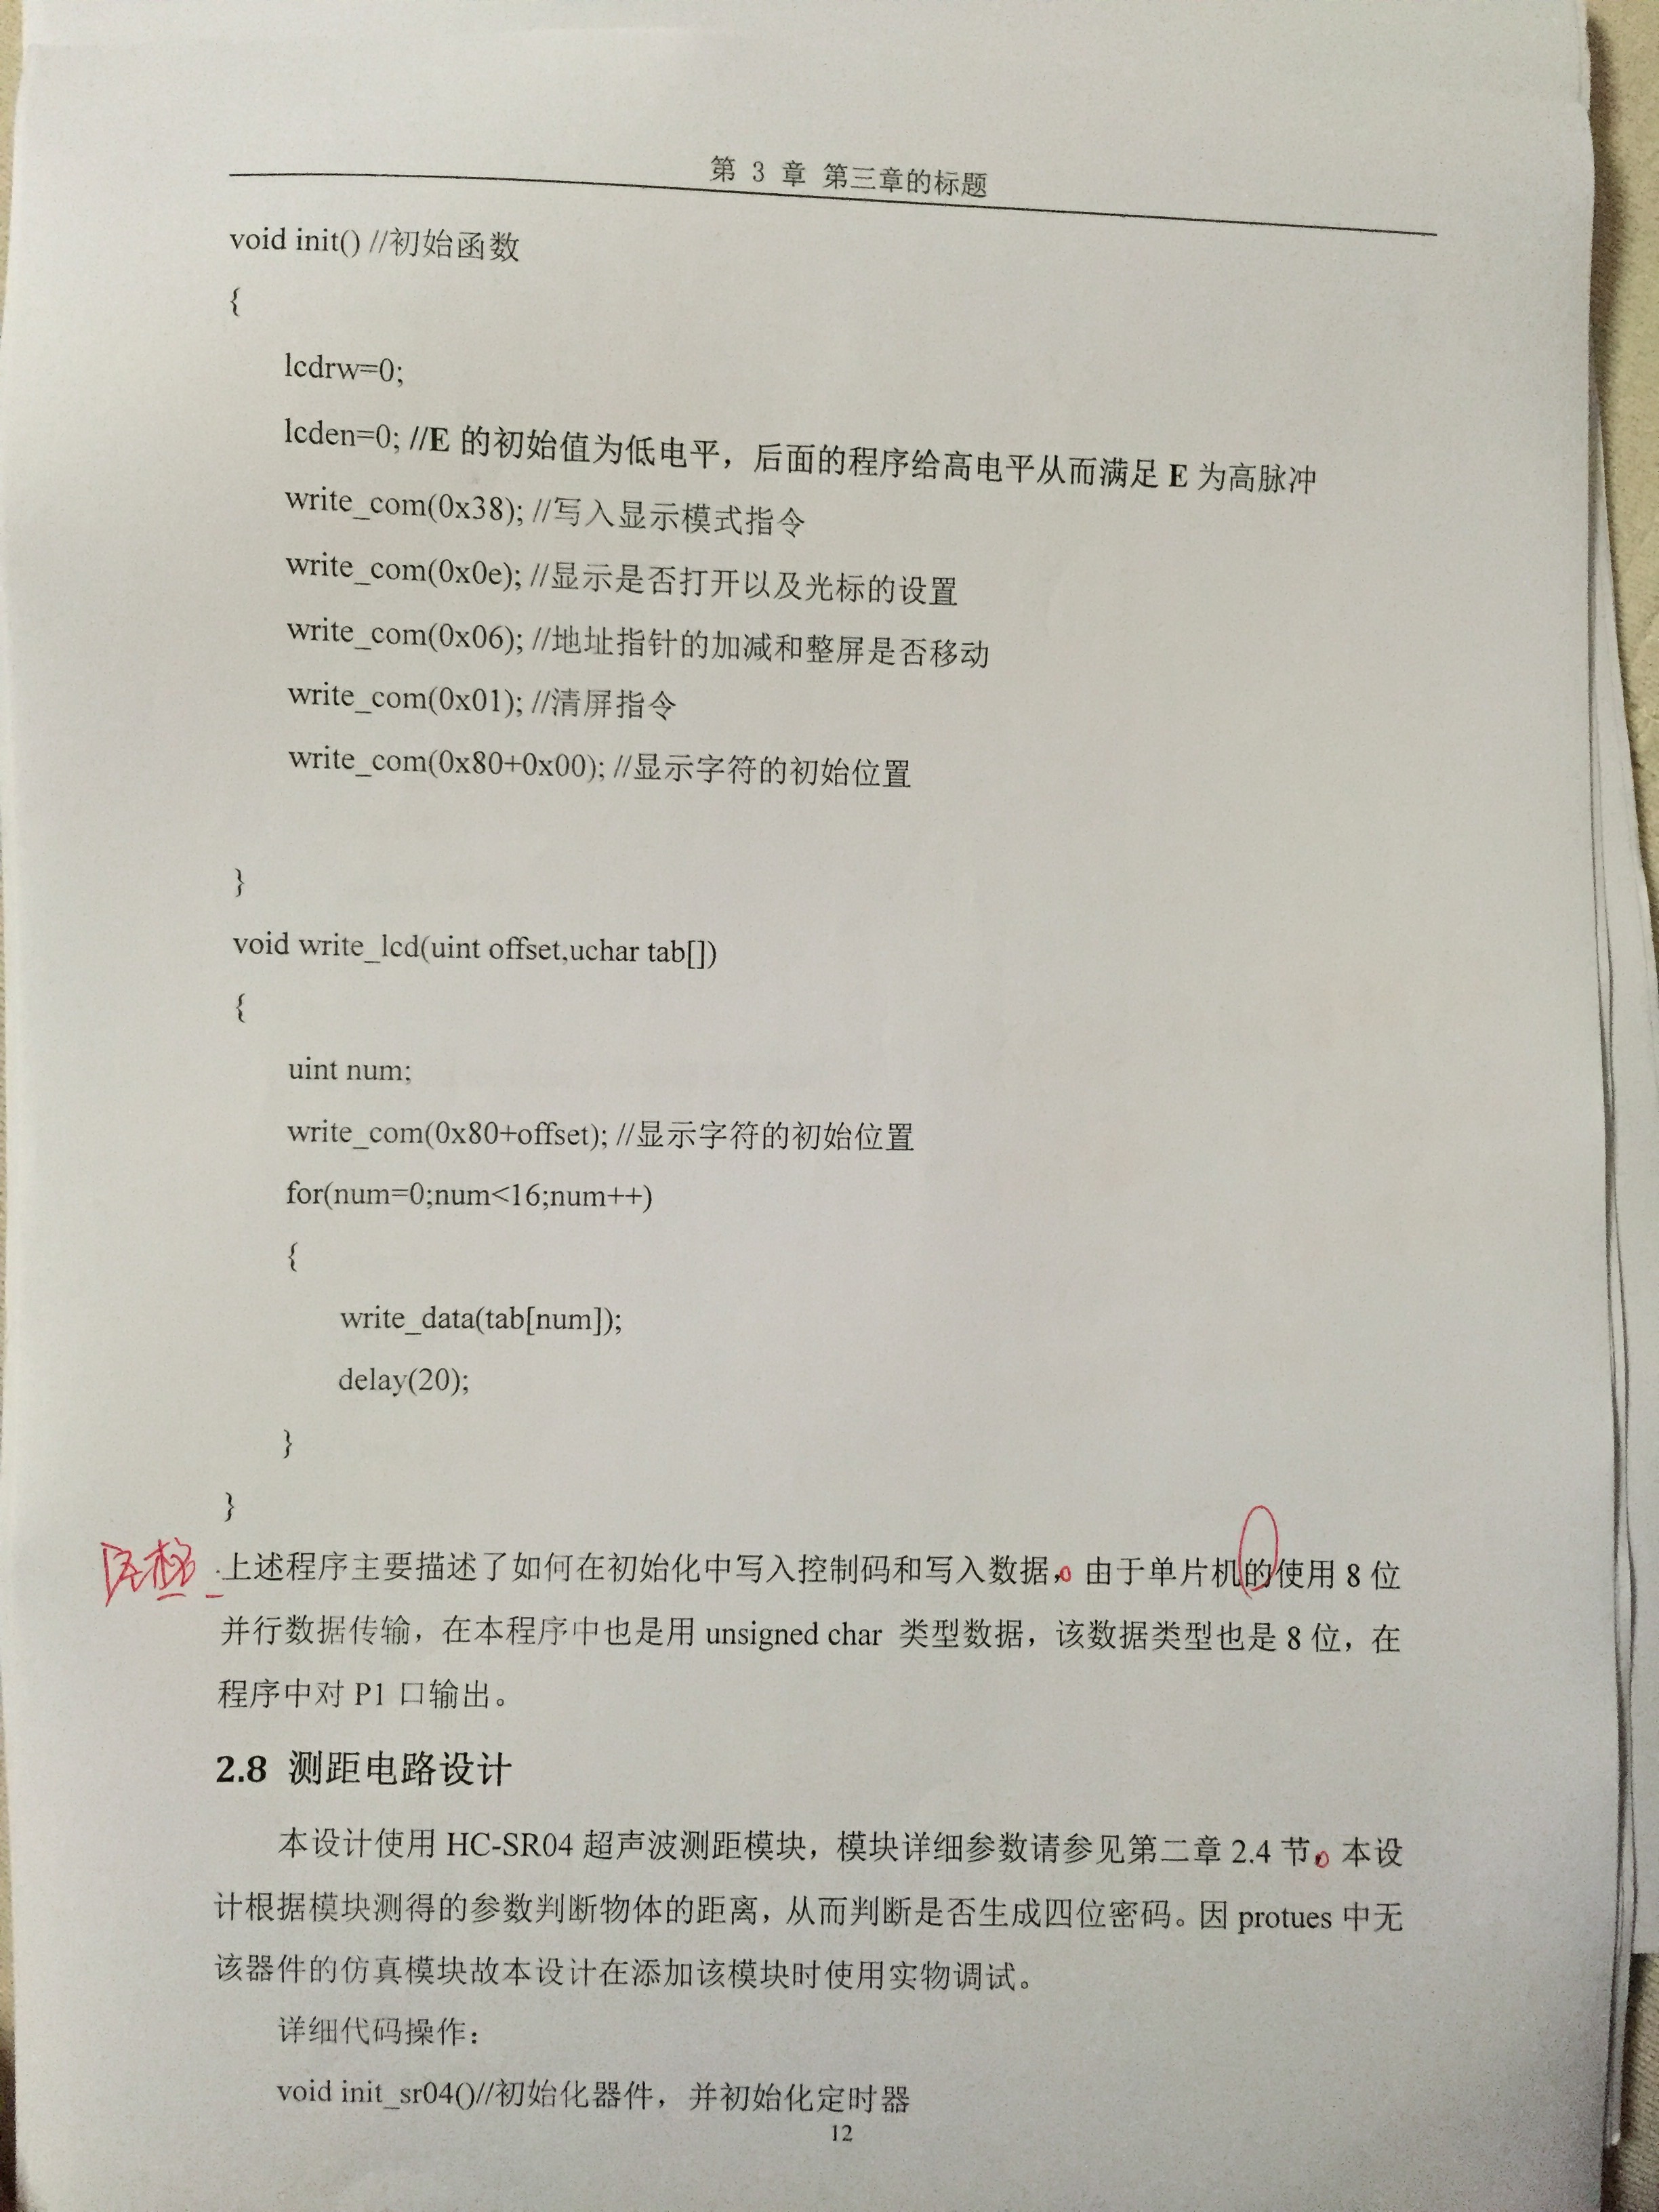 第 3 章 第三章的标题
void init() //初始函数
{
lcdrw=0;
lcden=0; //E 的初始值为低电平，后面的程序给高电平从而满足 E 为高脉冲
write_com(0x38); //写入显示模式指令
write_com(0x0e); //显示是否打开以及光标的设置
write_com(0x06); //地址指针的加减和整屏是否移动
write_com(0x01); //清屏指令
write_com(0x80+0x00); //显示字符的初始位置
}
void write_lcd(uint offset,uchar tab[])
{
uint num;
write_com(0x80+offset); //显示字符的初始位置
for(num=0;num<16;num++)
{
write_data(tab[num]);
delay(20);
}
}
上述程序主要描述了如何在初始化中写入控制码和写入数据。由于单片机的使用 8 位
并行数据传输，在本程序中也是用 unsigned char 类型数据，该数据类型也是 8 位，在
程序中对 P1 口输出。
2.8 测距电路设计
本设计使用 HC-SR04 超声波测距模块，模块详细参数请参见第二章 2.4 节。本设
计根据模块测得的参数判断物体的距离，从而判断是否生成四位密码。因 protues 中无
该器件的仿真模块故本设计在添加该模块时使用实物调试。
详细代码操作：
void init_sr04()//初始化器件，并初始化定时器
12